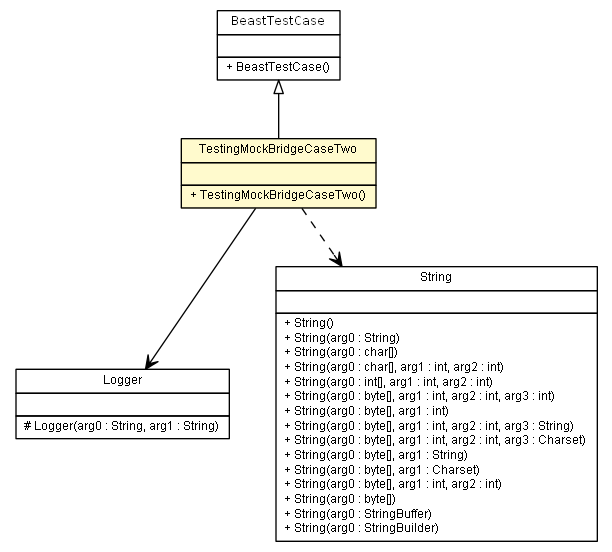 BeastTestCase
+ BeastTestCase()
TestingMockBridgeCaseTwo
+ TestingMockBridgeCaseTwo()
String
+ String()
+ String(arg0 : String)
+ String(arg0 : char[])
+ String(arg0 : char[], arg1 : int, arg2 : int)
+ String(arg0 : int[], arg1 : int, arg2 : int)
+ String(arg0 : byte[], arg1 : int, arg2 : int, arg3 : int)
+ String(arg0 : byte[], arg1 : int)
+ String(arg0 : byte[], arg1 : int, arg2 : int, arg3 : String)
+ String(arg0 : byte[], arg1 : int, arg2 : int, arg3 : Charset)
+ String(arg0 : byte[], arg1 : String)
+ String(arg0 : byte[], arg1 : Charset)
+ String(arg0 : byte[], arg1 : int, arg2 : int)
+ String(arg0 : byte[])
+ String(arg0 : StringBuffer)
+ String(arg0 : StringBuilder)
Logger
# Logger(arg0 : String, arg1 : String)